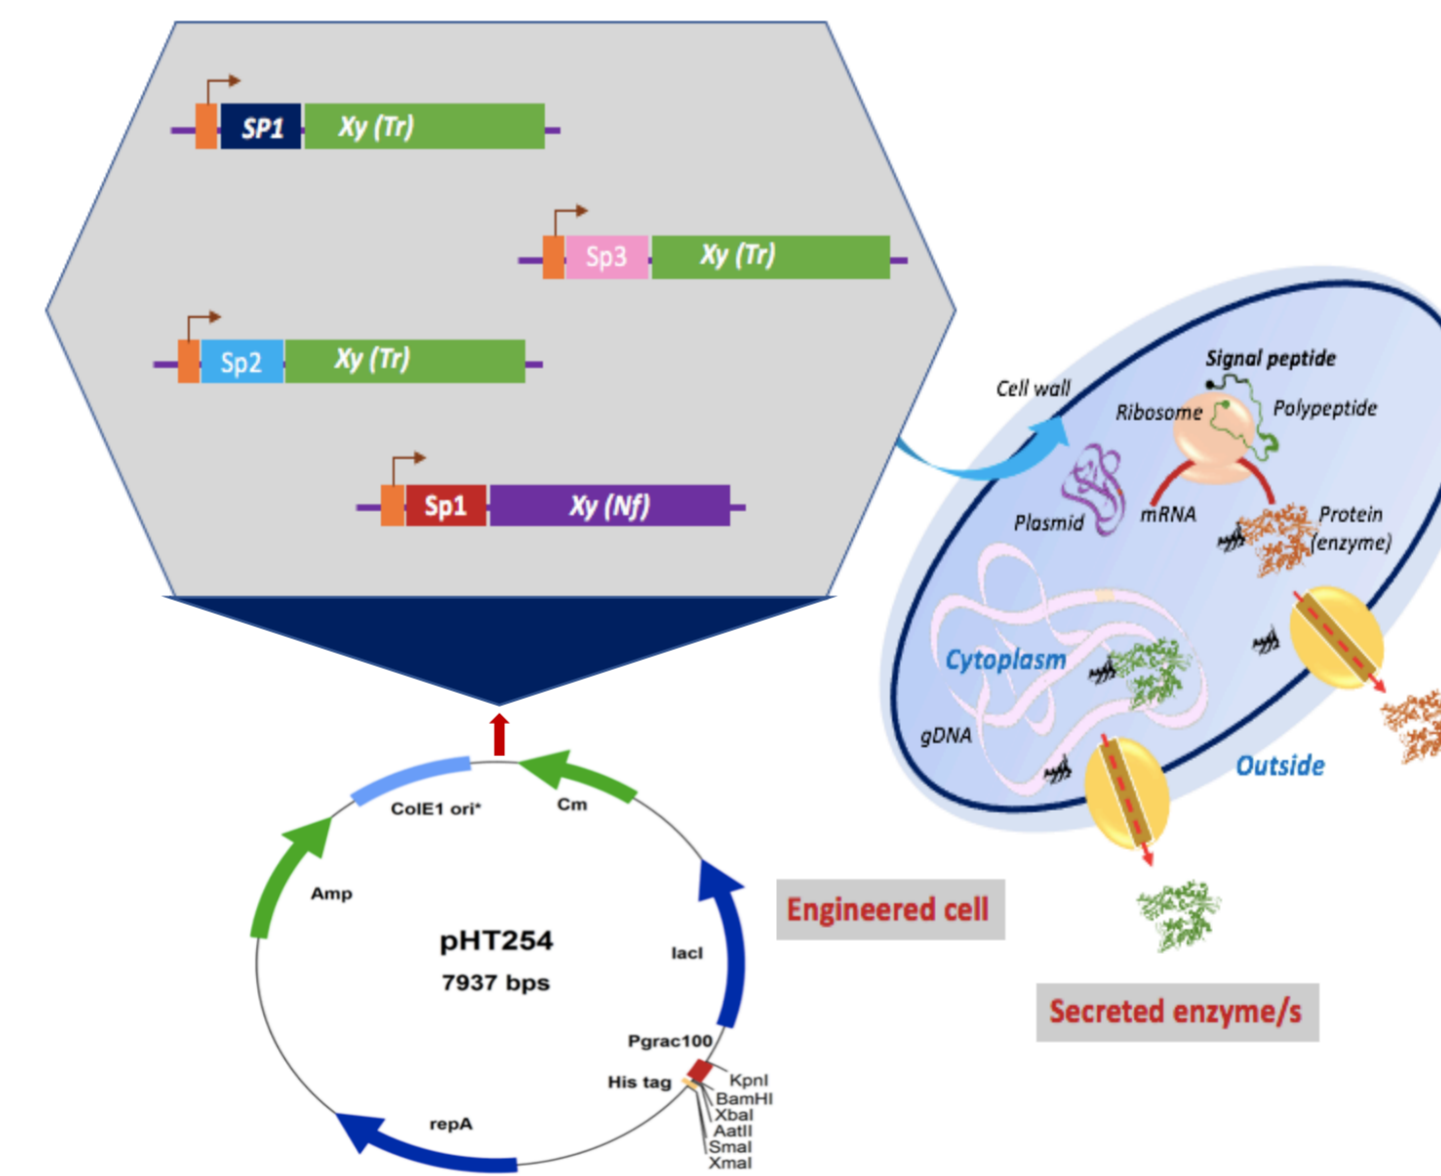 SP1 Xy (Tr)
Sp3 Xy (Tr)
Sp2 Xy (Tr)
Sp1 Xy (Nf)
Signal peptide
Cell wall
Ribosome
Polypeptide
Plasmid
mRNA
Protein
(enzyme)
Cytoplasm
gDNA
Outside
ColE1 ori*
Cm
Amp
pHT254
7937 bps
lacI
Pgrac100
His tag
KpnI
BamHI
XbaI
AatII
SmaI
XmaI
repA
Engineered cell
Secreted enzyme/s